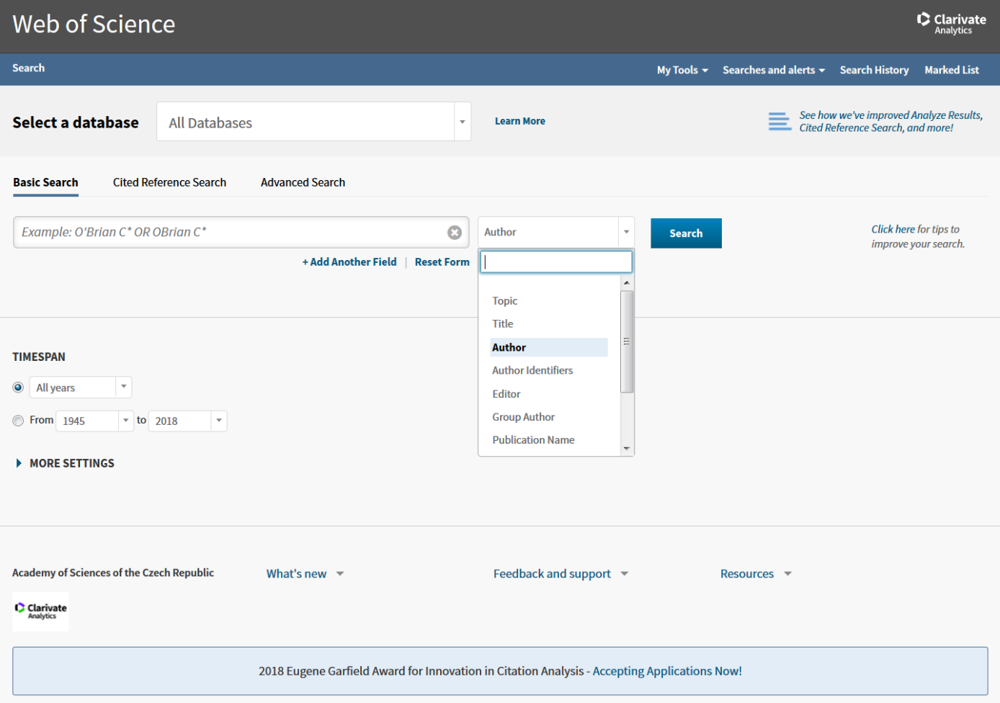 Web of Science
Clarivate
Analytics
Search
My Tools
Searches and alerts
Search History
Marked List
Select a database
All Databases
Learn More
See how we've improved Analyze Results,
Cited Reference Search, and more!
Basic Search
Cited Reference Search
Advanced Search
Example: O'Brian C* OR OBrian C*
Author
Search
Click here for tips to
improve your search.
+ Add Another Field | Reset Form
Topic
Title
Author
Author Identifiers
Editor
Group Author
Publication Name
TIMESPAN
All years
From 1945 to 2018
MORE SETTINGS
Academy of Sciences of the Czech Republic
What's new
Feedback and support
Resources
Clarivate
Analytics
2018 Eugene Garfield Award for Innovation in Citation Analysis - Accepting Applications Now!